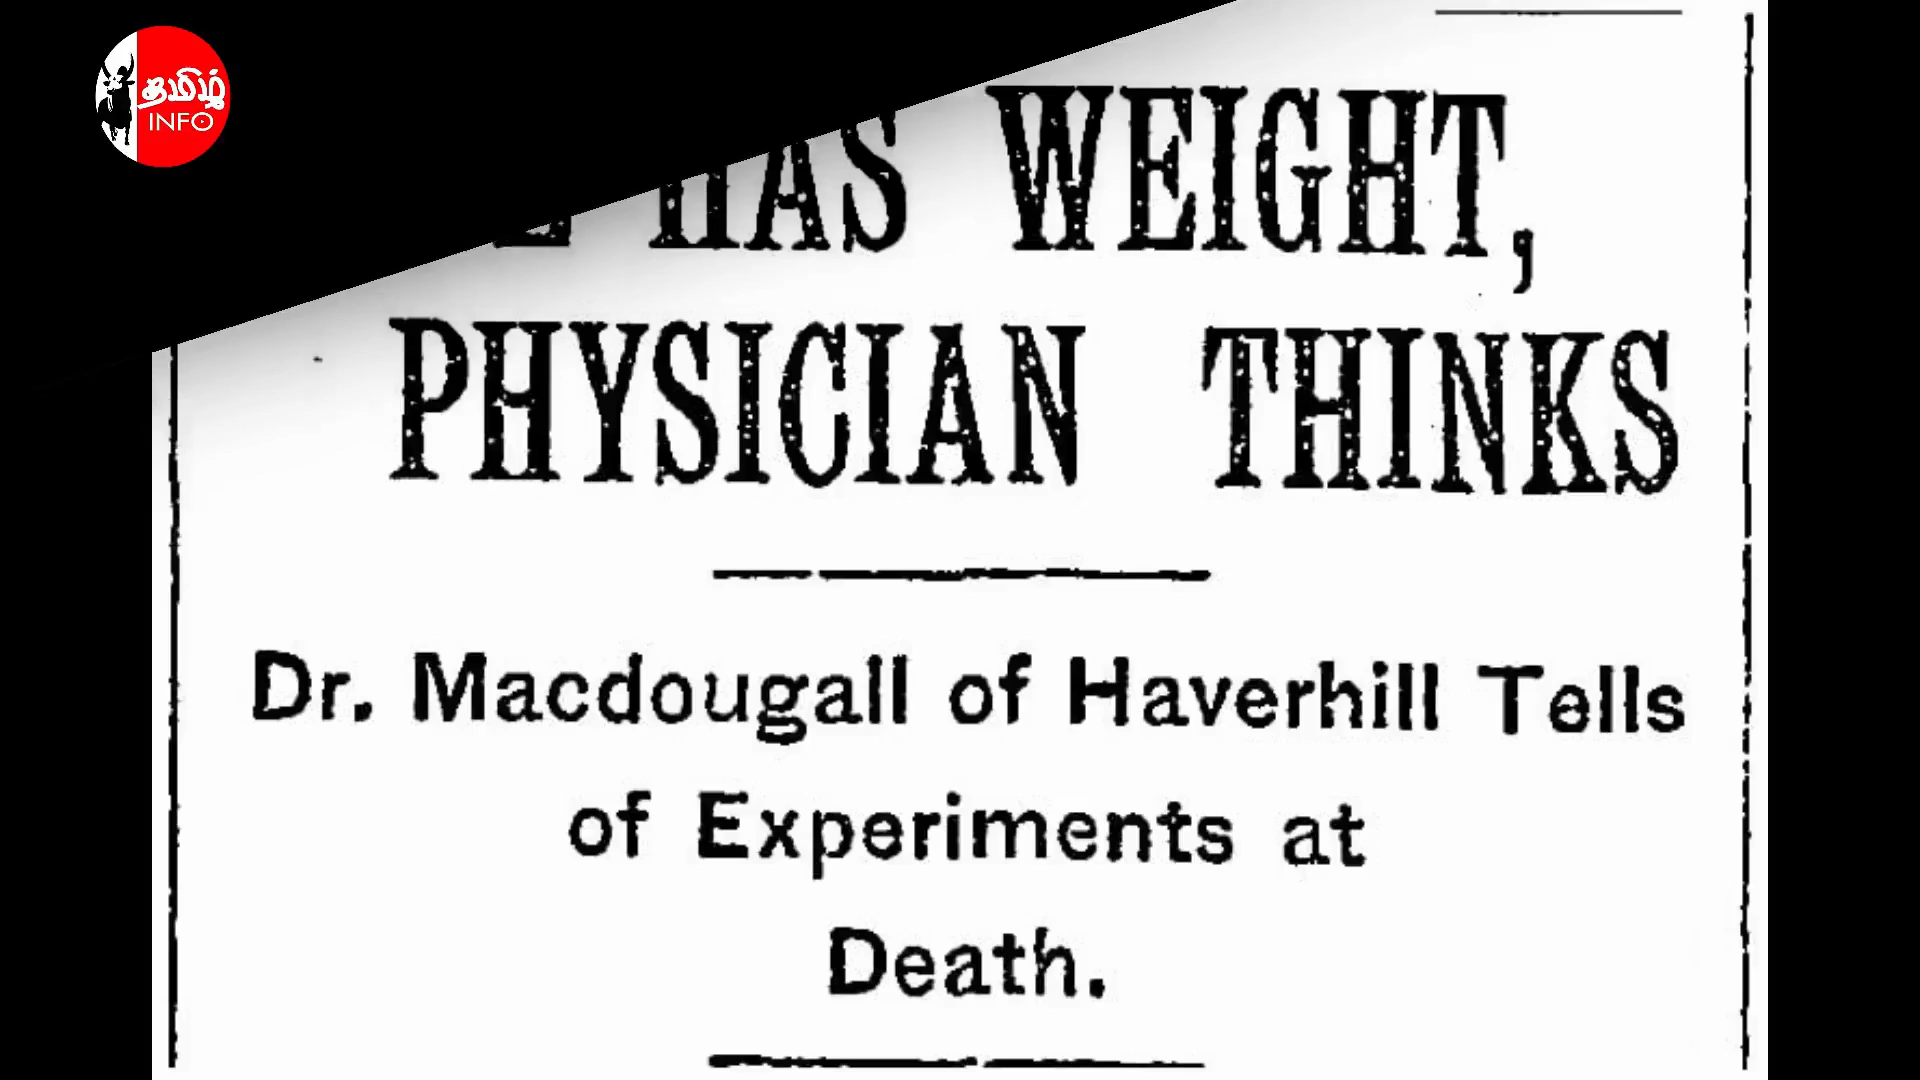 தமிழ்
INFO
HAS WEIGHT,
PHYSICIAN THINKS
Dr. Macdougall of Haverhill Tells
of Experiments at
Death.